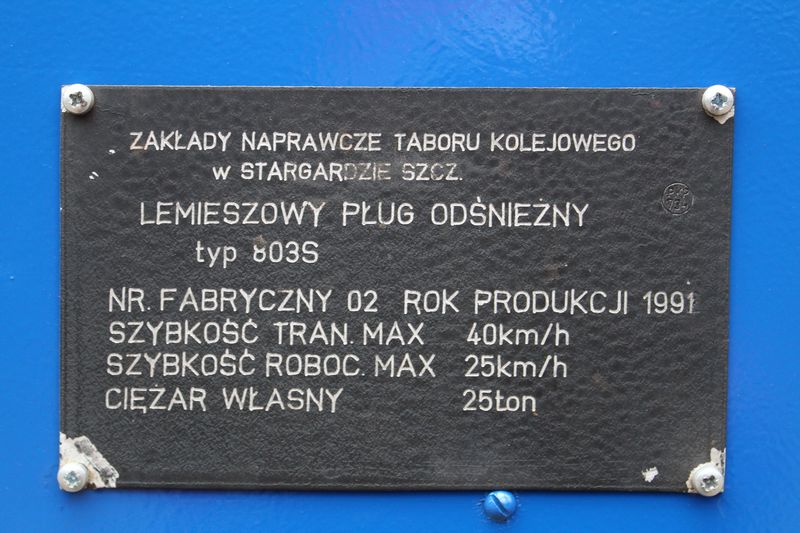 ZAKŁADY NAPRAWCZE TABORU KOLEJOWEGO
w STARGARDZIE SZCZ.
LEMIESZOWY PŁUG ODŚNIEŻNY
typ 803S
NR. FABRYCZNY 02 ROK PRODUKCJI 1991
SZYBKOŚĆ TRAN. MAX 40km/h
SZYBKOŚĆ ROBOC. MAX 25km/h
CIĘŻAR WŁASNY 25ton